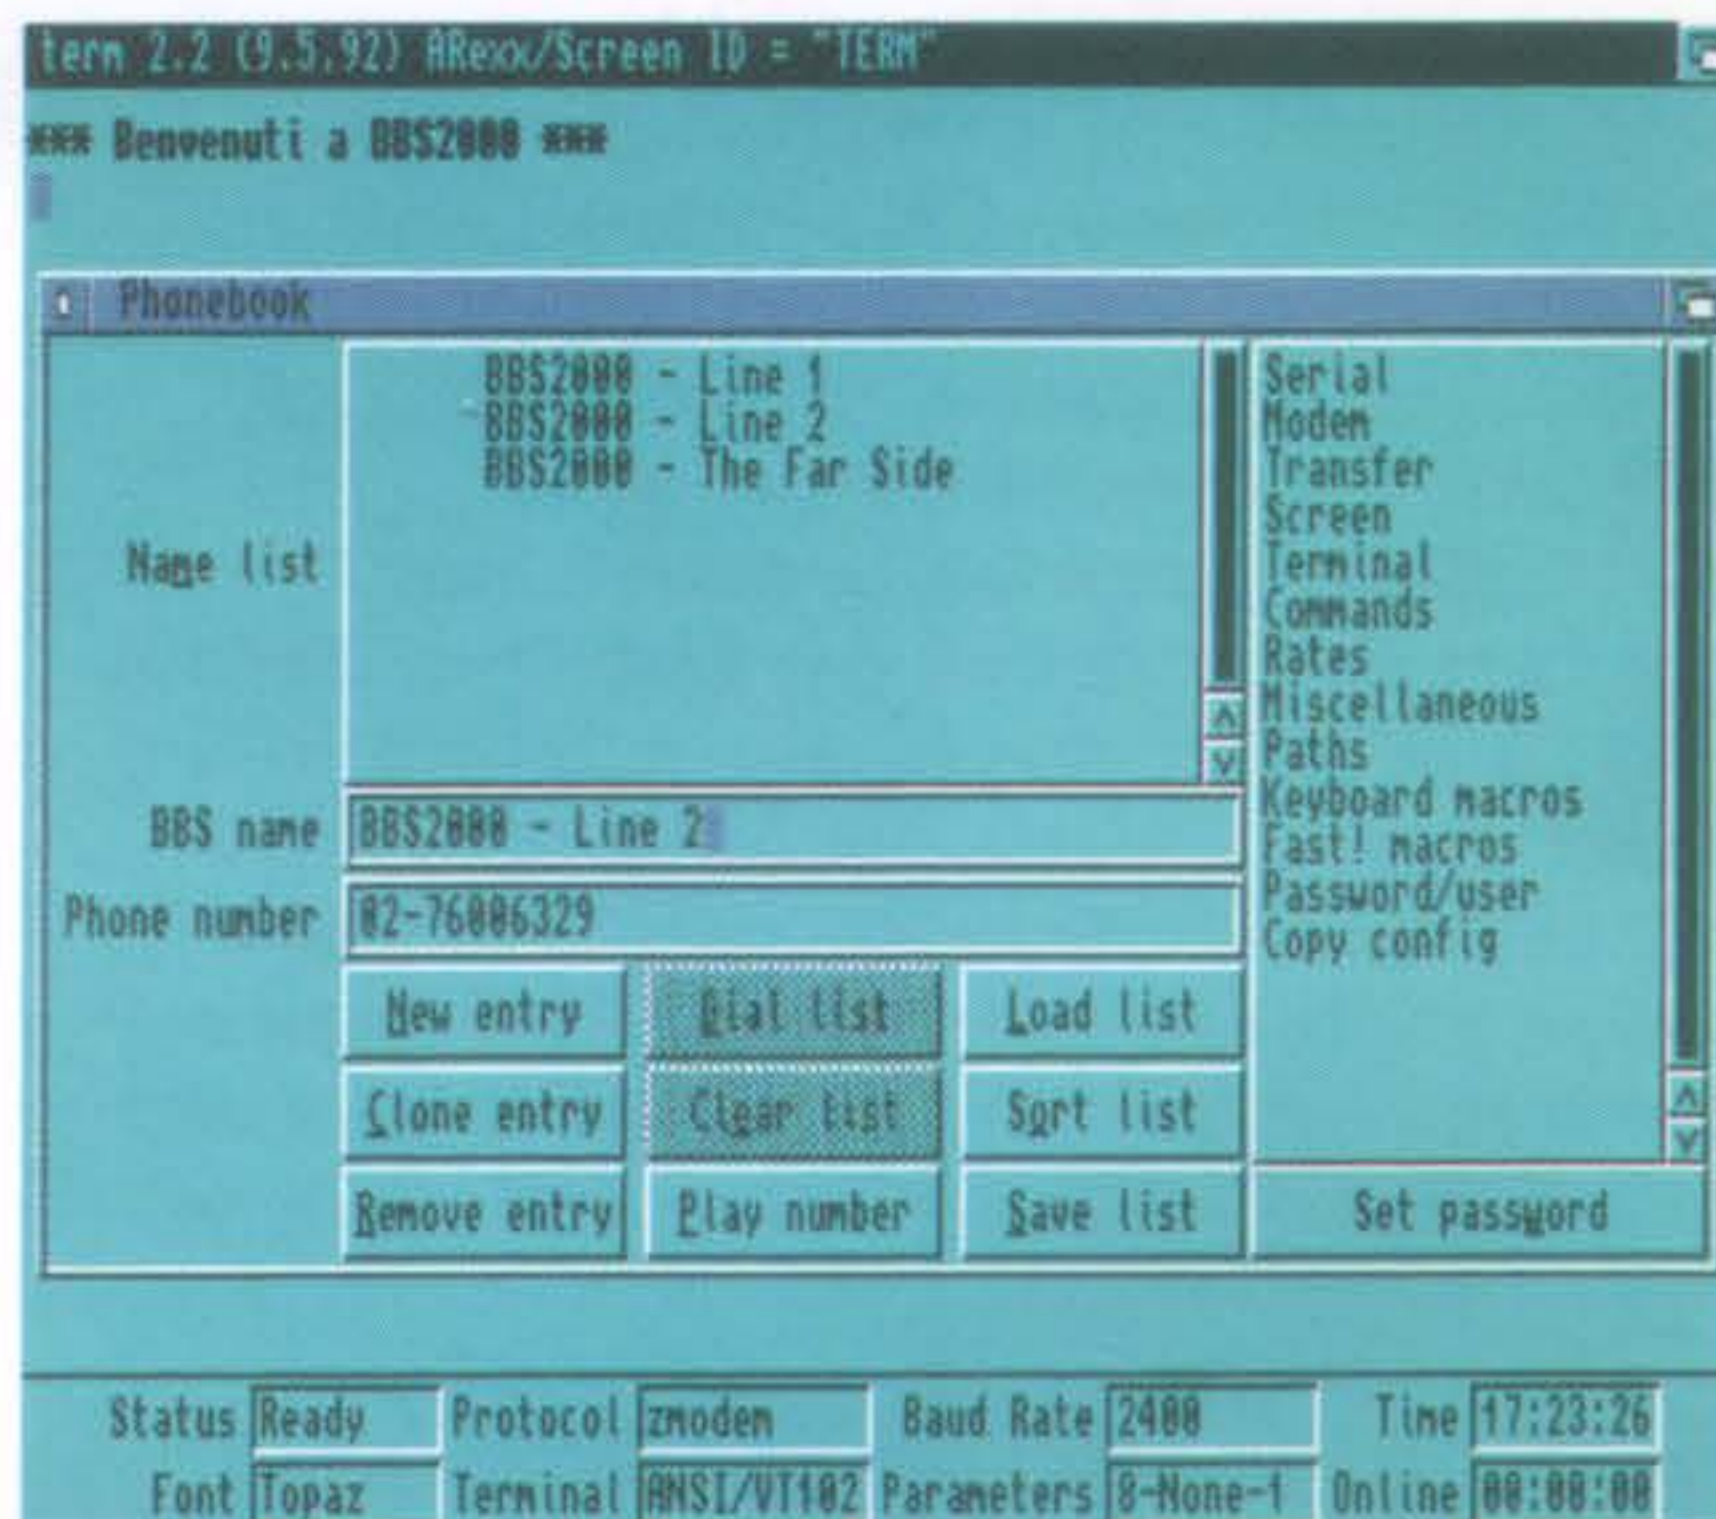 term 2.2 (9.5.92) ARexx/Screen ID = "TERM"
*** Benvenuti a BBS2000 ***
Phonebook
Name list
BBS2000 - Line 1
BBS2000 - Line 2
BBS2000 - The Far Side
Serial
Modem
Transfer
Screen
Terminal
Commands
Rates
Miscellaneous
Paths
Keyboard macros
Fast! macros
Password/user
Copy config
BBS name BBS2000 - Line 2
Phone number 02-76006329
New entry Dial list Load list
Clone entry Clear list Sort list
Remove entry Play number Save list Set password
Status Ready Protocol zmodem Baud Rate 2400 Time 17:23:26
Font Topaz Terminal ANSI/VT102 Parameters 8-None-1 Online 00:00:00